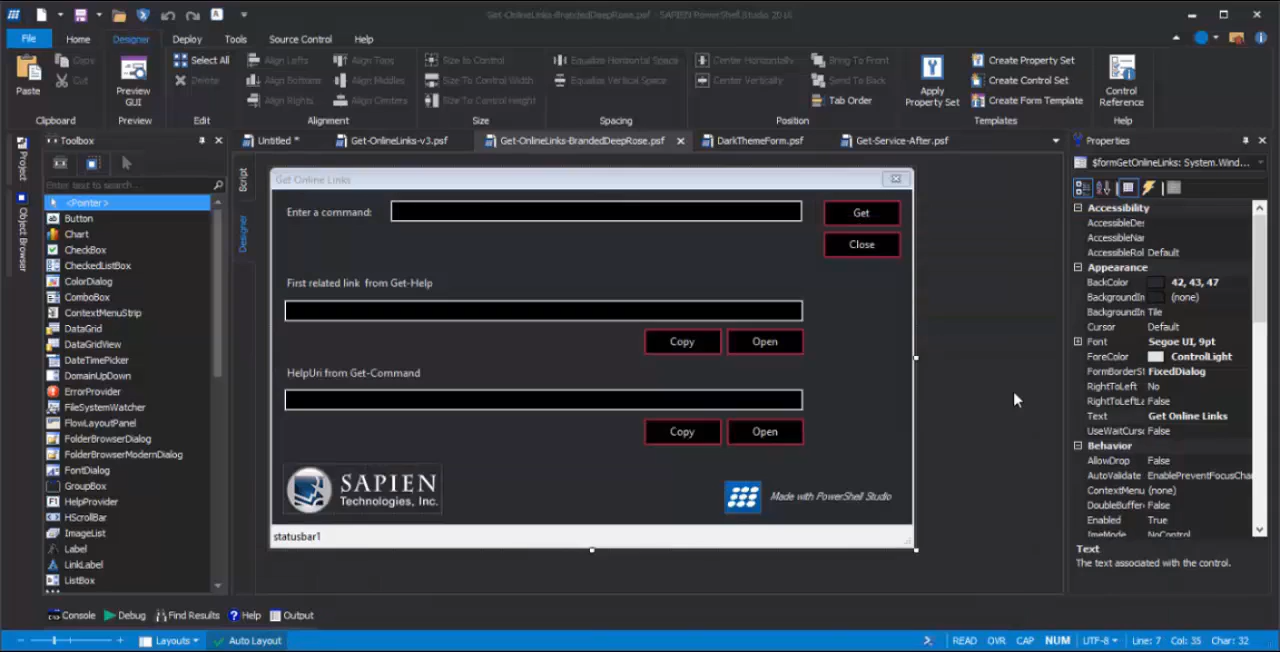 Get-OnlineLinks-BrandedDeepRose.psf - SAPIEN PowerShell Studio
File Home Designer Deploy Tools Source Control Help
Paste
Copy
Cut
Clipboard
Preview GUI
Preview
Select All
Delete
Edit
Align Lefts
Align Bottoms
Align Rights
Align Tops
Align Middles
Align Centers
Alignment
Size to Control
Size To Control Width
Size To Control Height
Size
Equalize Horizontal Space
Equalize Vertical Space
Spacing
Center Horizontally
Center Vertically
Bring To Front
Send To Back
Tab Order
Position
Apply Property Set
Create Property Set
Create Control Set
Create Form Template
Templates
Control Reference
Help
Project
Object Browser
Toolbox
Enter text to search...
<Pointer>
Button
Chart
CheckBox
CheckedListBox
ColorDialog
ComboBox
ContextMenuStrip
DataGrid
DataGridView
DateTimePicker
DomainUpDown
ErrorProvider
FileSystemWatcher
FlowLayoutPanel
FolderBrowserDialog
FolderBrowserModernDialog
FontDialog
GroupBox
HelpProvider
HScrollBar
ImageList
Label
LinkLabel
ListBox
Untitled * Get-OnlineLinks-v3.psf Get-OnlineLinks-BrandedDeepRose.psf DarkThemeForm.psf Get-Service-After.psf
Script
Designer
Get Online Links
Enter a command:
Get
Close
First related link from Get-Help
Copy Open
HelpUri from Get-Command
Copy Open
SAPIEN
Technologies, Inc.
Made with PowerShell Studio
statusbar1
Properties
$formGetOnlineLinks: System.Wind...
Accessibility
AccessibleDes
AccessibleNa
AccessibleRol Default
Appearance
BackColor 42, 43, 47
BackgroundIn (none)
BackgroundIn Tile
Cursor Default
Font Segoe UI, 9pt
ForeColor ControlLight
FormBorderSt FixedDialog
RightToLeft No
RightToLeftLa False
Text Get Online Links
UseWaitCurso False
Behavior
AllowDrop False
AutoValidate EnablePreventFocusChar
ContextMenu (none)
DoubleBuffer False
Enabled True
ImeMode NoControl
Text
The text associated with the control.
Console Debug Find Results Help Output
Layouts Auto Layout
READ OVR CAP NUM UTF-8 Line: 7 Col: 35 Char: 32